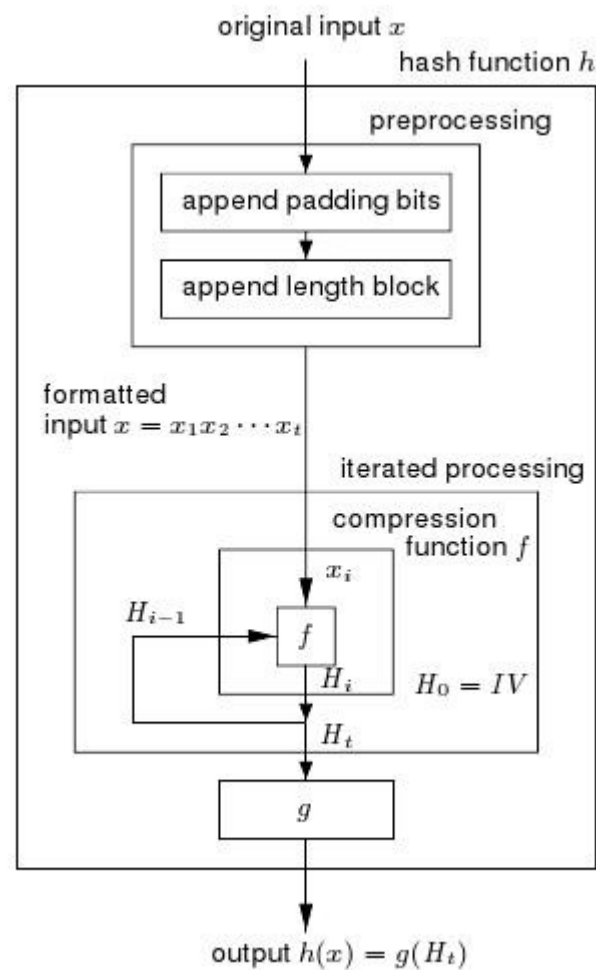 original input x
hash function h
preprocessing
append padding bits
append length block
formatted
input x = x₁x₂ ··· xₜ
iterated processing
compression
function f
xᵢ
Hᵢ₋₁
f
Hᵢ
H₀ = IV
Hₜ
g
output h(x) = g(Hₜ)